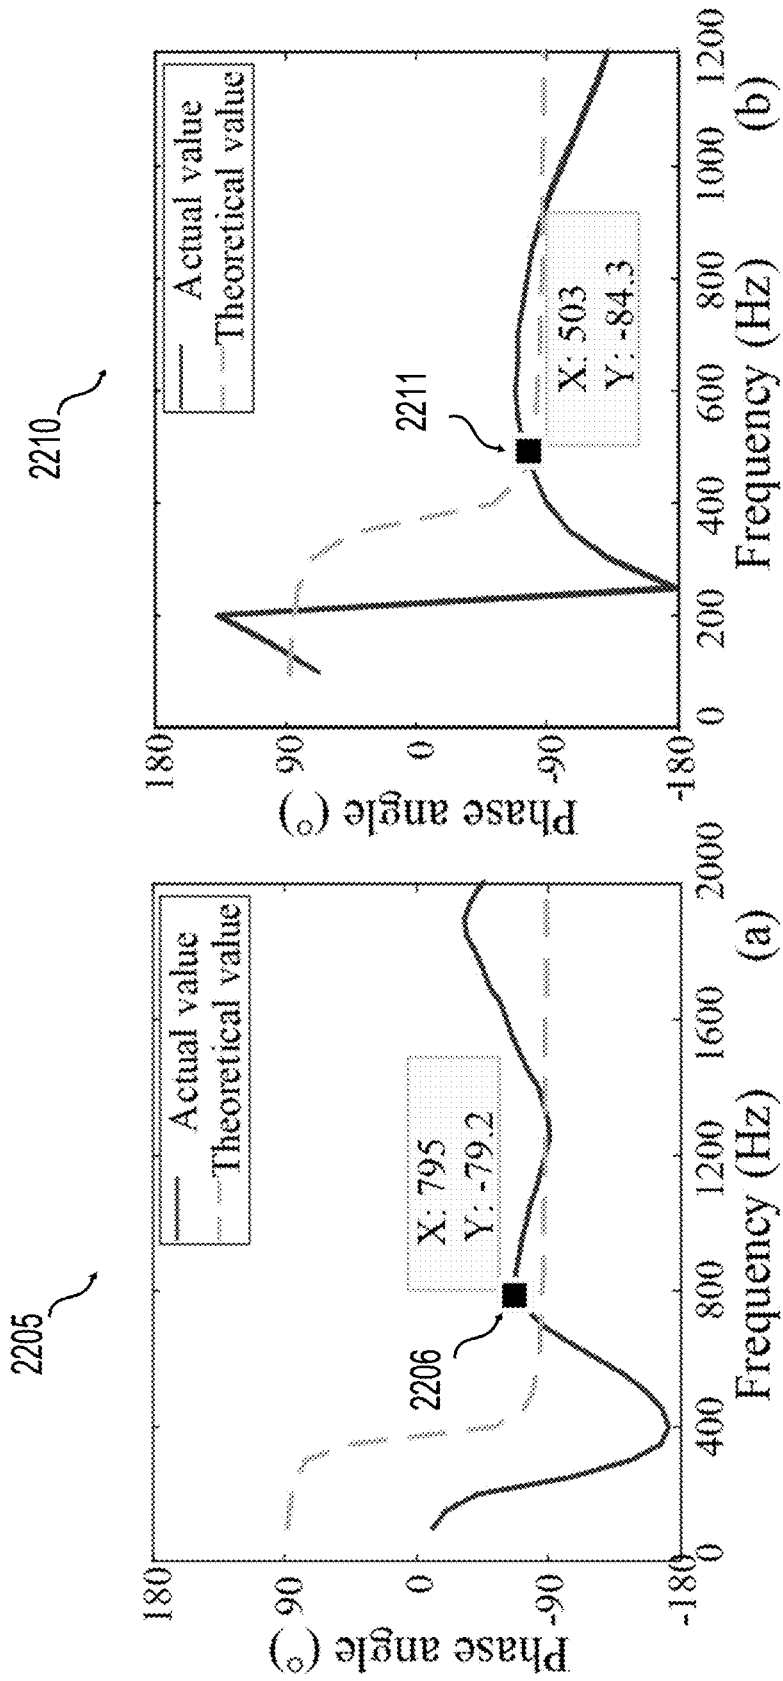 2205
180
90
0
-90
-180
Phase angle (°)
Actual value
Theoretical value
X: 795
Y: -79.2
2206
0
400
800
1200
1600
2000
Frequency (Hz)
(a)
2210
180
90
0
-90
-180
Phase angle (°)
Actual value
Theoretical value
2211
X: 503
Y: -84.3
0
200
400
600
800
1000
1200
Frequency (Hz)
(b)